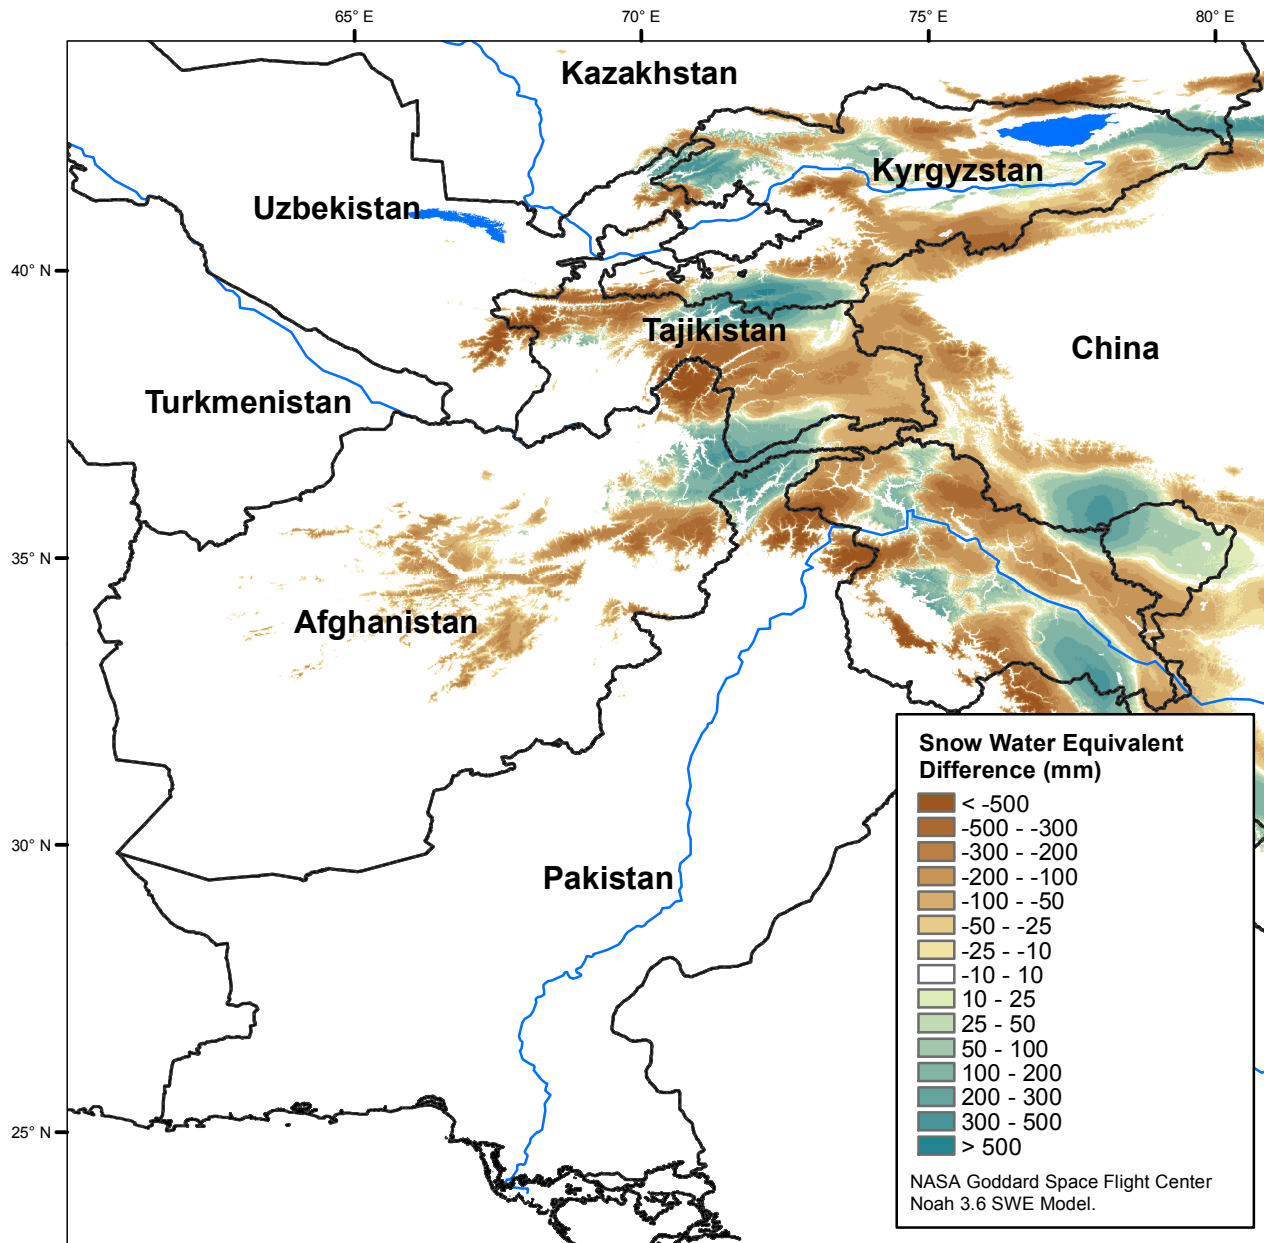 65° E
70° E
75° E
80° E
Kazakhstan
Kyrgyzstan
Uzbekistan
40° N
Tajikistan
China
Turkmenistan
35° N
Afghanistan
Snow Water Equivalent
Difference (mm)
< -500
-500 - -300
-300 - -200
-200 - -100
-100 - -50
-50 - -25
-25 - -10
-10 - 10
10 - 25
25 - 50
50 - 100
100 - 200
200 - 300
300 - 500
> 500
30° N
Pakistan
25° N
NASA Goddard Space Flight Center
Noah 3.6 SWE Model.